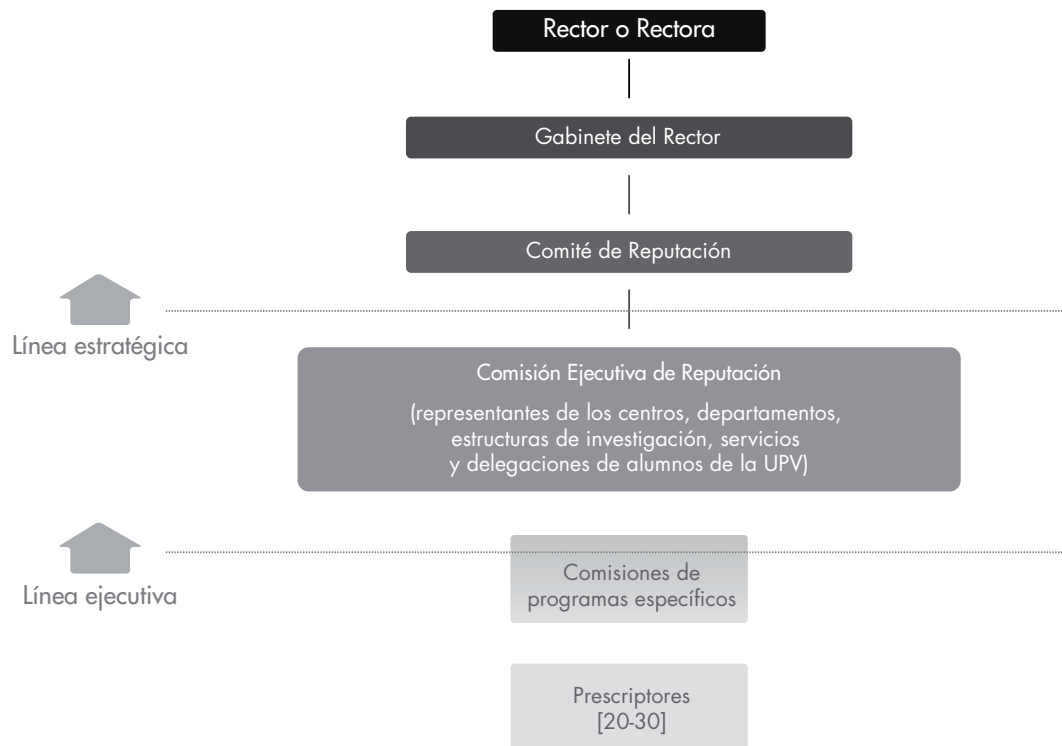 Rector o Rectora
Gabinete del Rector
Comité de Reputación
Línea estratégica
Comisión Ejecutiva de Reputación
(representantes de los centros, departamentos,
estructuras de investigación, servicios
y delegaciones de alumnos de la UPV)
Línea ejecutiva
Comisiones de
programas específicos
Prescriptores
[20-30]